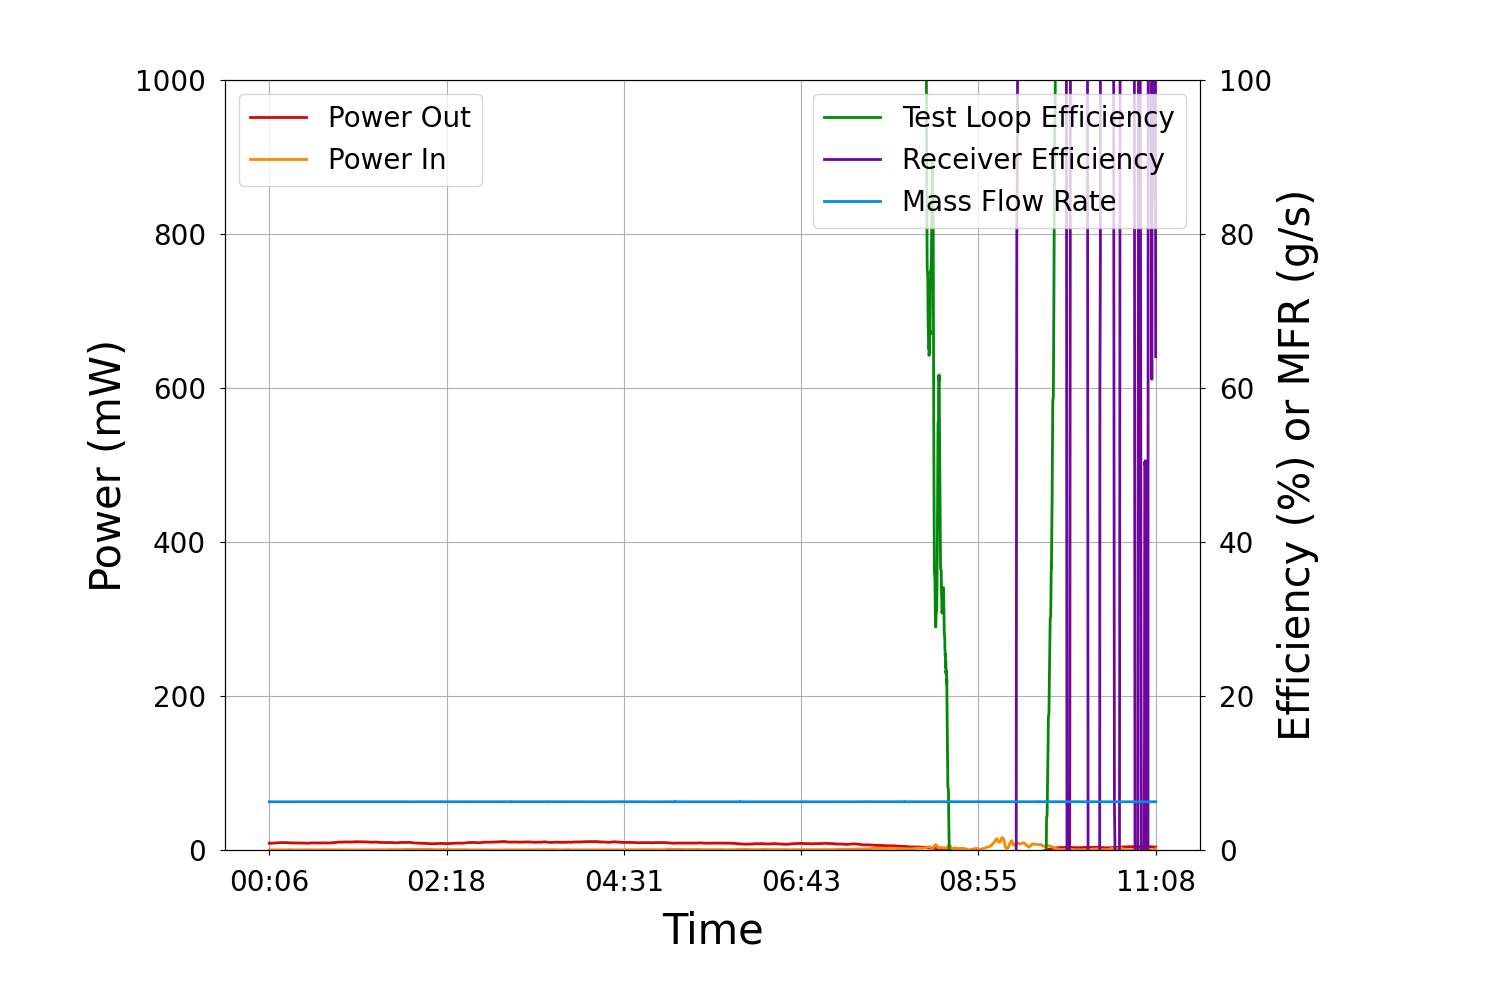 1000
800
600
400
200
0
Power (mW)
Power Out
Power In
Test Loop Efficiency
Receiver Efficiency
Mass Flow Rate
100
80
60
40
20
0
Efficiency (%) or MFR (g/s)
00:06 02:18 04:31 06:43 08:55 11:08
Time